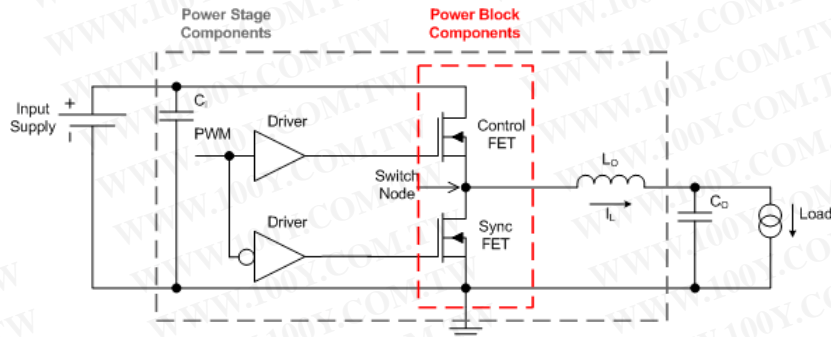 Power Stage
Components
Power Block
Components
Input
Supply
+
-
CI
PWM
Driver
Control
FET
Switch
Node
LO
IL
CO
Load
Driver
Sync
FET
WWW.100Y.COM.TW